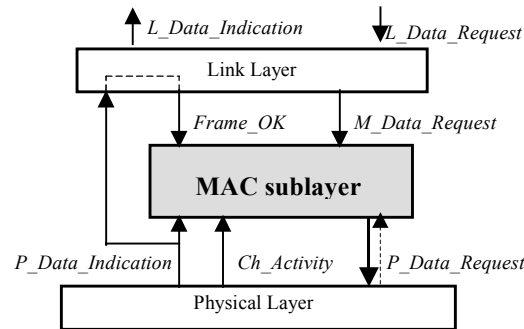 L_Data_Indication
L_Data_Request
Link Layer
Frame_OK
M_Data_Request
MAC sublayer
P_Data_Indication
Ch_Activity
P_Data_Request
Physical Layer